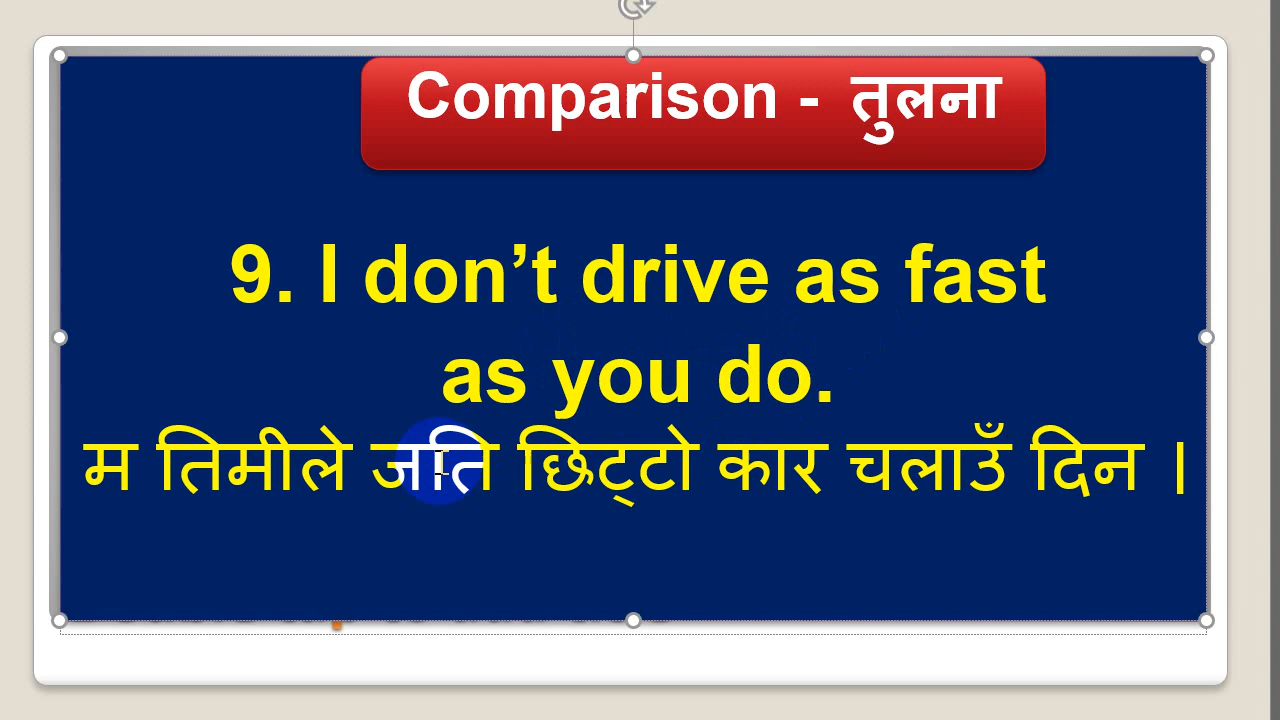 Comparison - तुलना
9. I don’t drive as fast
as you do.
म तिमीले जति छिट्टो कार चलाउँ दिन ।